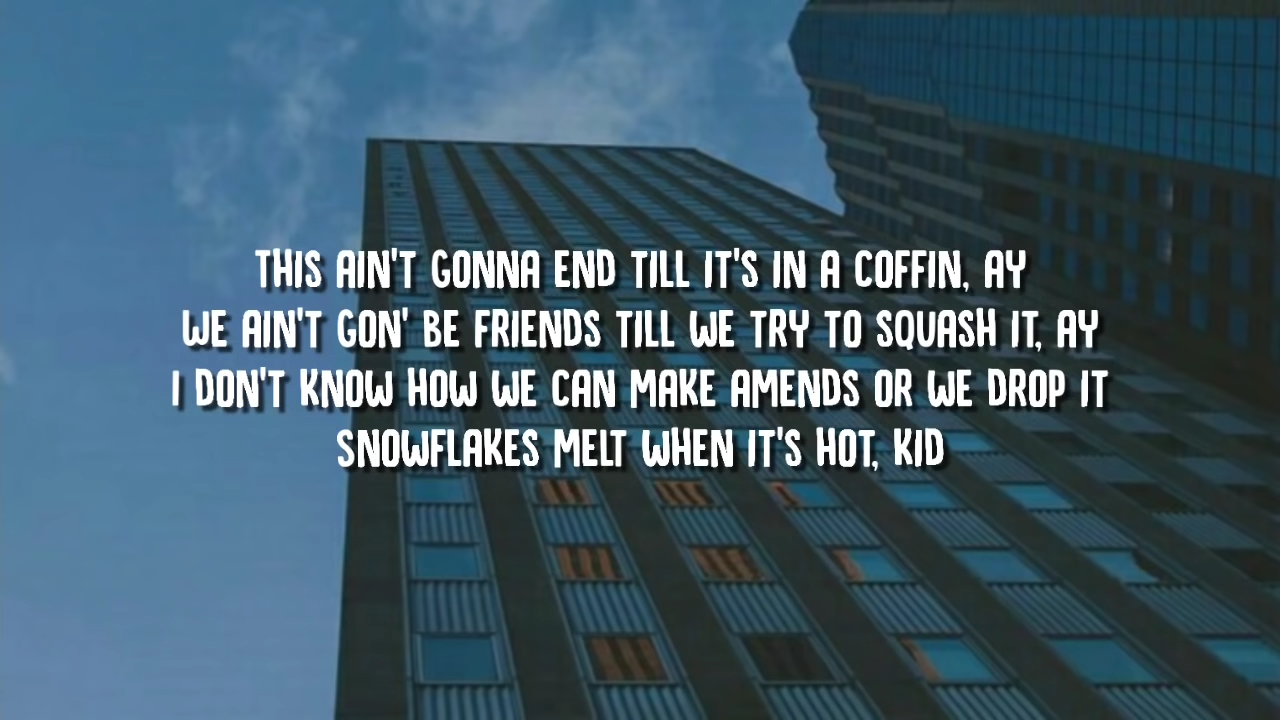 THIS AIN'T GONNA END TILL IT'S IN A COFFIN, AY
WE AIN'T GON' BE FRIENDS TILL WE TRY TO SQUASH IT, AY
I DON'T KNOW HOW WE CAN MAKE AMENDS OR WE DROP IT
SNOWFLAKES MELT WHEN IT'S HOT, KID